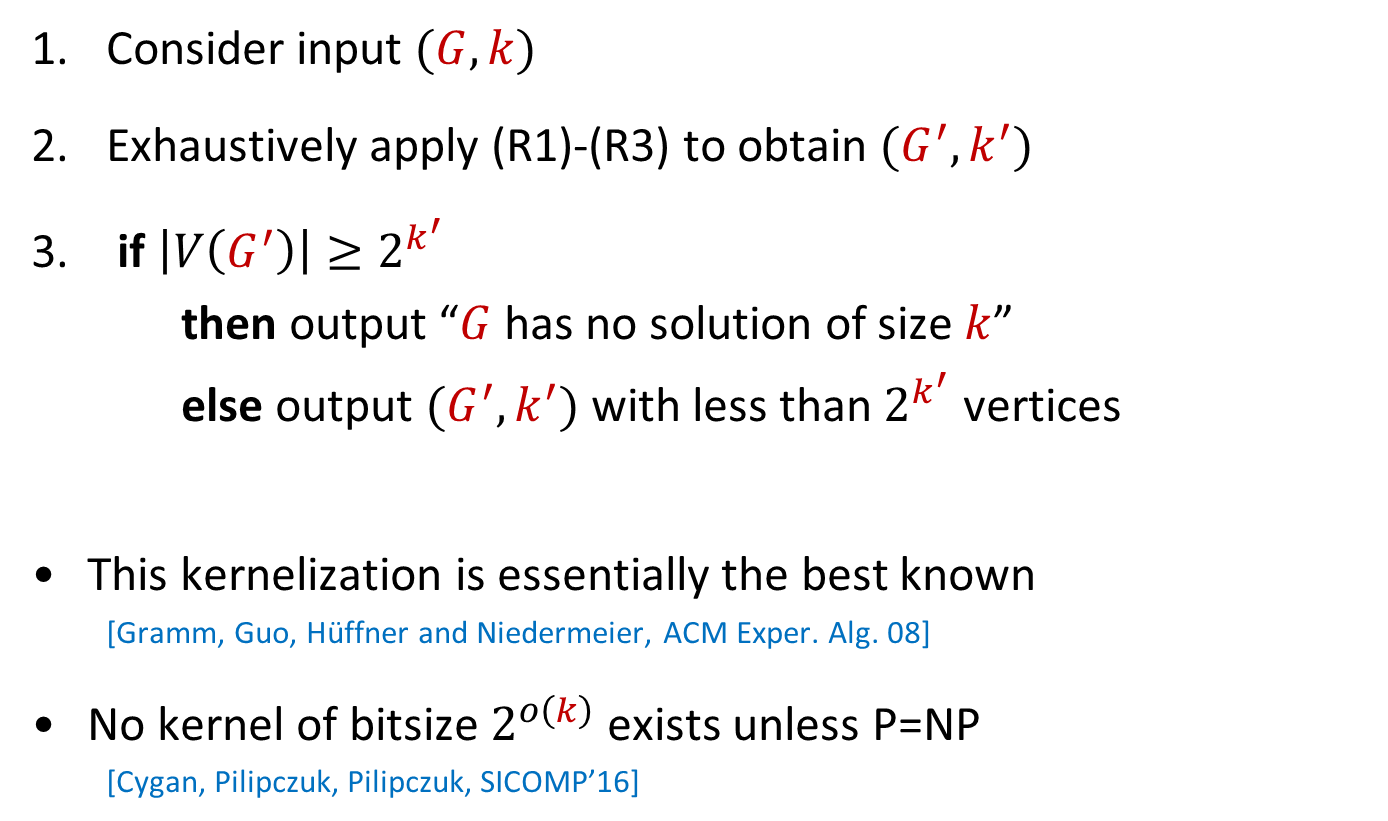 1. Consider input (G, k)
2. Exhaustively apply (R1)-(R3) to obtain (G′, k′)
3. if |V(G′)| ≥ 2^{k′}
then output “G has no solution of size k”
else output (G′, k′) with less than 2^{k′} vertices
• This kernelization is essentially the best known
[Gramm, Guo, Hüffner and Niedermeier, ACM Exper. Alg. 08]
• No kernel of bitsize 2^{o(k)} exists unless P=NP
[Cygan, Pilipczuk, Pilipczuk, SICOMP’16]